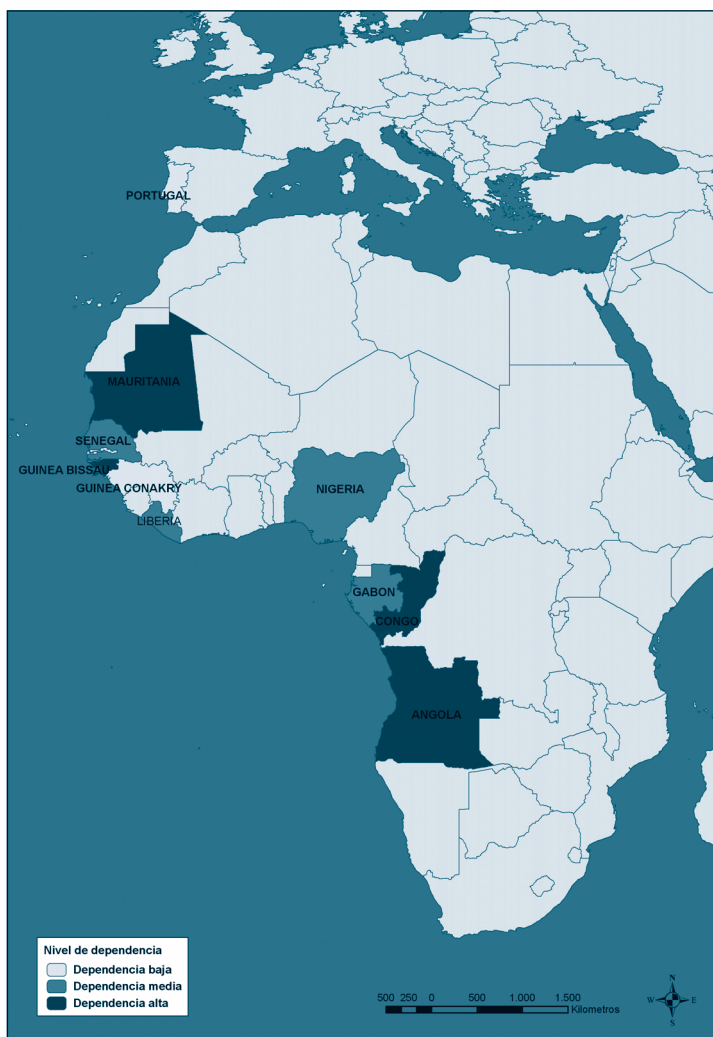 PORTUGAL
MAURITANIA
SENEGAL
GUINEA BISSAU
GUINEA CONAKRY
LIBERIA
NIGERIA
GABON
CONGO
ANGOLA
Nivel de dependencia
Dependencia baja
Dependencia media
Dependencia alta
500 250 0 500 1.000 1.500
Kilometros
N
W E
S